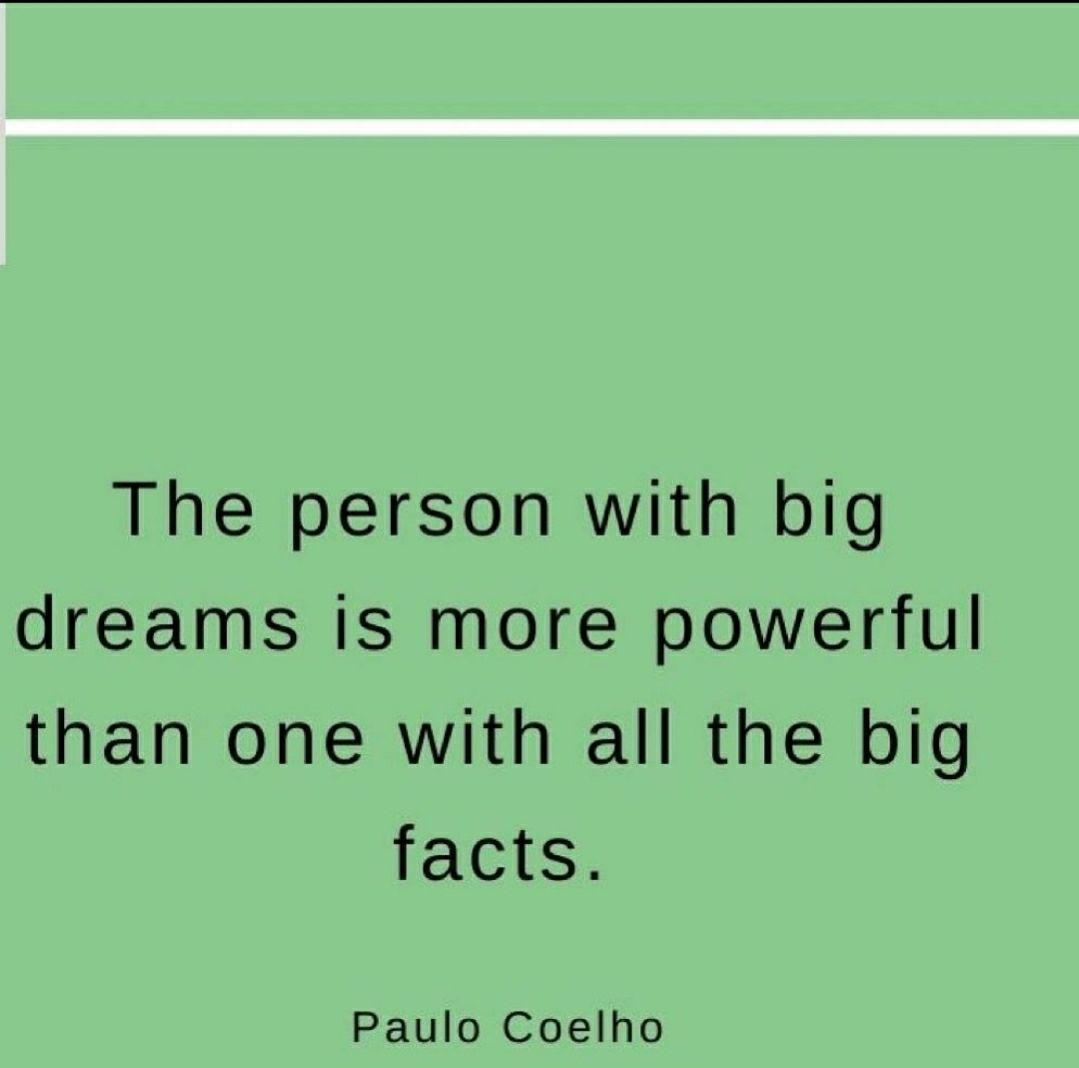 The person with big
dreams is more powerful
than one with all the big
facts.
Paulo Coelho